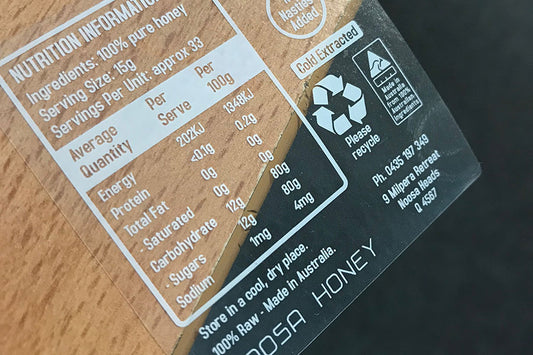 NUTRITION INFORMATION
Ingredients: 100% pure honey
Serving Size: 15g
Servings Per Unit: approx 33
Average Quantity Per Serve Per 100g
Energy 202KJ 1348KJ
Protein <0.1g 0.2g
Total Fat 0g 0g
Saturated 0g 0g
Carbohydrate 12g 80g
- Sugars 12g 80g
Sodium 1mg 4mg
Store in a cool, dry place.
100% Raw - Made in Australia.
OOSA HONEY
Nasties
Added
Cold Extracted
Please
recycle
Made in
Australia
from 100%
Australian
Ingredients
Ph. 0435 197 349
9 Milpera Retreat
Noosa Heads
Q 4567